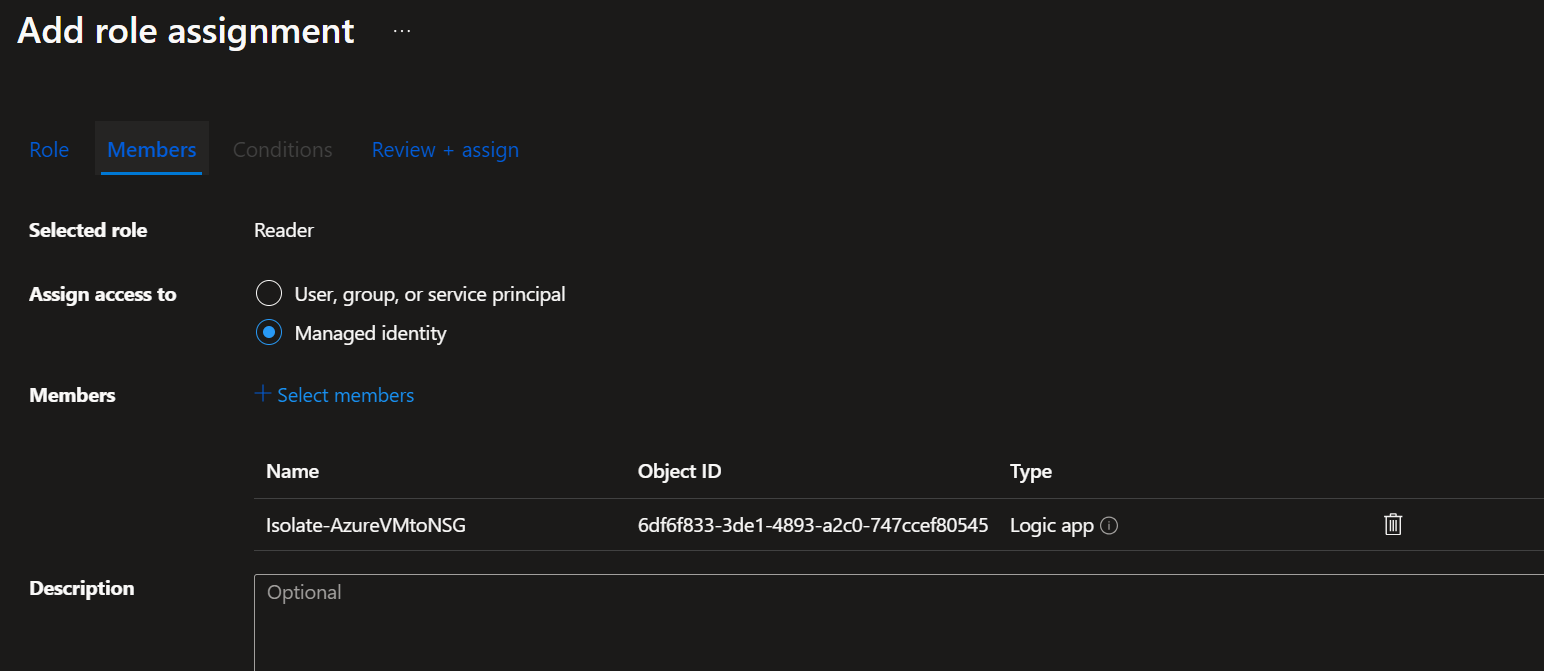 Add role assignment ...
Role Members Conditions Review + assign
Selected role Reader
Assign access to User, group, or service principal
Managed identity
Members + Select members
Name Object ID Type
Isolate-AzureVMtoNSG 6df6f833-3de1-4893-a2c0-747ccef80545 Logic app
Description Optional